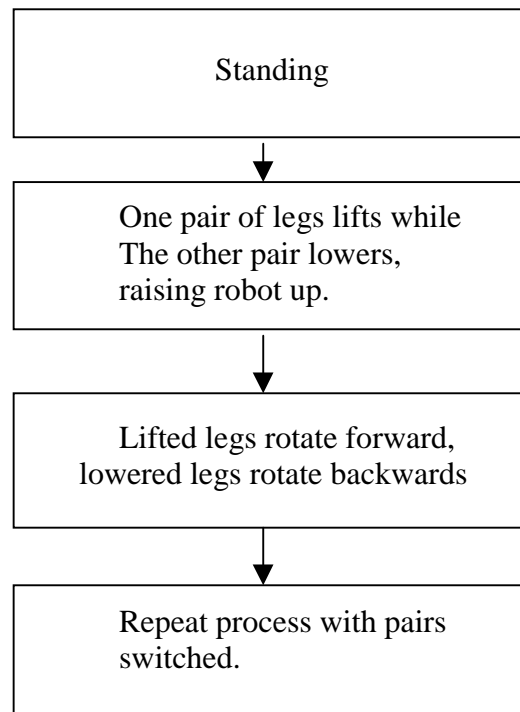 Standing
One pair of legs lifts while
The other pair lowers,
raising robot up.
Lifted legs rotate forward,
lowered legs rotate backwards
Repeat process with pairs
switched.